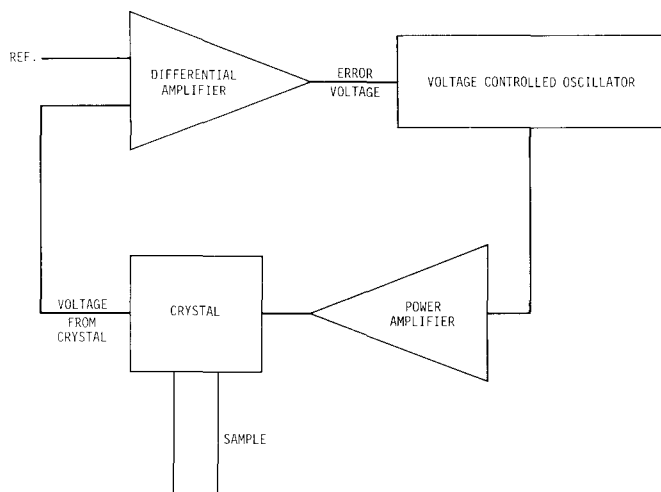 REF.
DIFFERENTIAL
AMPLIFIER
ERROR
VOLTAGE
VOLTAGE CONTROLLED OSCILLATOR
VOLTAGE
FROM
CRYSTAL
CRYSTAL
POWER
AMPLIFIER
SAMPLE